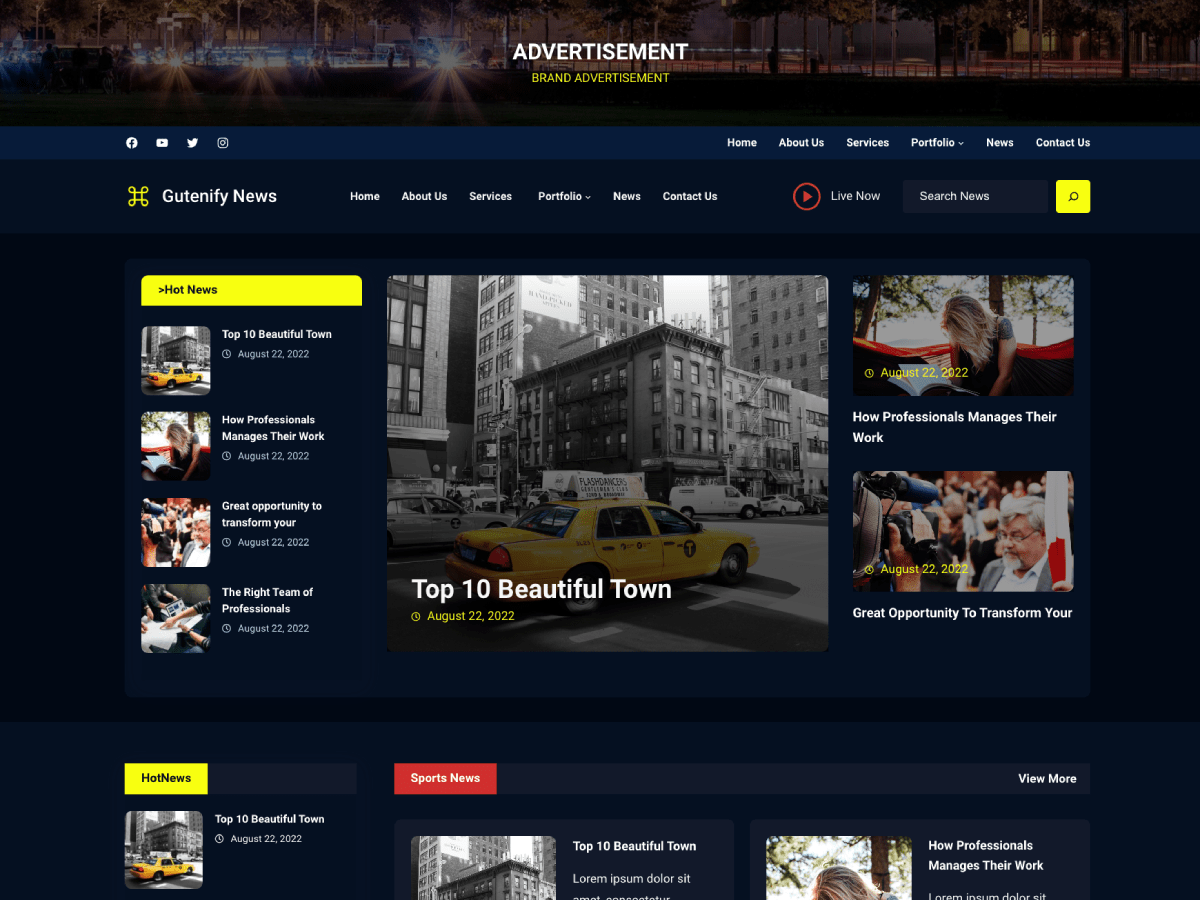 ADVERTISEMENT
BRAND ADVERTISEMENT
Home About Us Services Portfolio News Contact Us
Gutenify News Home About Us Services Portfolio News Contact Us Live Now Search News
>Hot News
Top 10 Beautiful Town
August 22, 2022
How Professionals
Manages Their Work
August 22, 2022
Great opportunity to
transform your
August 22, 2022
The Right Team of
Professionals
August 22, 2022
FLASHDANCERS
GENTLEMEN'S CLUB
T
Top 10 Beautiful Town
August 22, 2022
August 22, 2022
How Professionals Manages Their
Work
August 22, 2022
Great Opportunity To Transform Your
HotNews
Top 10 Beautiful Town
August 22, 2022
Sports News View More
Top 10 Beautiful Town
Lorem ipsum dolor sit
amet, consectetur
How Professionals
Manages Their Work
Lorem ipsum dolor sit